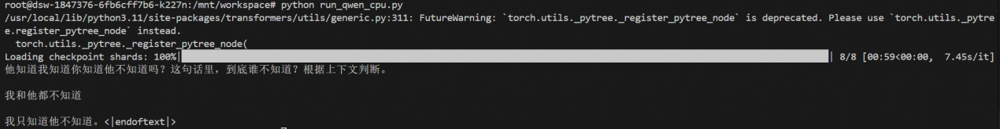 root@dsw-1847376-6fb6cff7b6-k227n:/mnt/workspace# python run_qwen_cpu.py
/usr/local/lib/python3.11/site-packages/transformers/utils/generic.py:311: FutureWarning: `torch.utils._pytree._register_pytree_node` is deprecated. Please use `torch.utils._pytre
e.register_pytree_node` instead.
  torch.utils._pytree._register_pytree_node(
Loading checkpoint shards: 100%| | 8/8 [00:59<00:00,  7.45s/it]
他知道我知道你知道他不知道吗？这句话里，到底谁不知道？根据上下文判断。
我和他都不知道
我只知道他不知道。<|endoftext|>